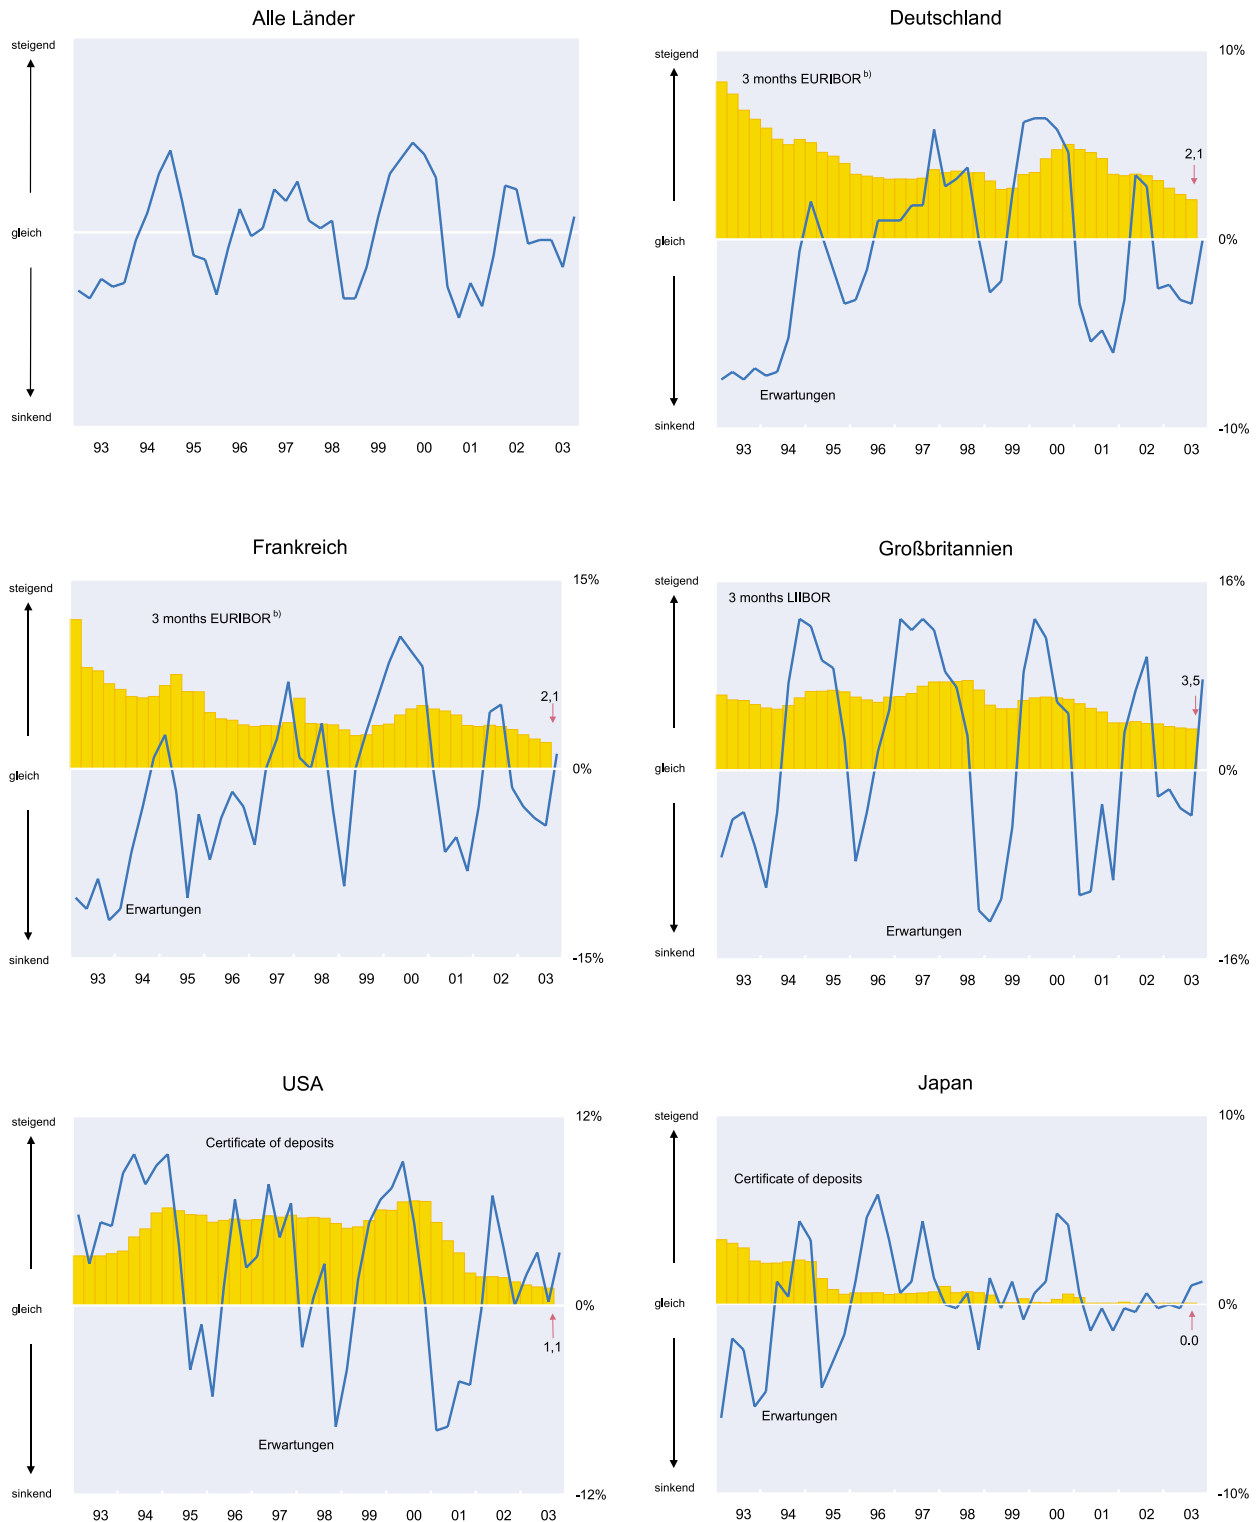 Alle Länder
steigend
gleich
sinkend
93 94 95 96 97 98 99 00 01 02 03
Deutschland
steigend
10%
3 months EURIBOR b)
2,1
gleich
0%
Erwartungen
sinkend
-10%
93 94 95 96 97 98 99 00 01 02 03
Frankreich
steigend
15%
3 months EURIBOR b)
2,1
gleich
0%
Erwartungen
sinkend
-15%
93 94 95 96 97 98 99 00 01 02 03
Großbritannien
steigend
16%
3 months LIIBOR
3,5
gleich
0%
Erwartungen
sinkend
-16%
93 94 95 96 97 98 99 00 01 02 03
USA
steigend
12%
Certificate of deposits
gleich
0%
1,1
Erwartungen
sinkend
-12%
93 94 95 96 97 98 99 00 01 02 03
Japan
steigend
10%
Certificate of deposits
gleich
0%
0.0
Erwartungen
sinkend
-10%
93 94 95 96 97 98 99 00 01 02 03